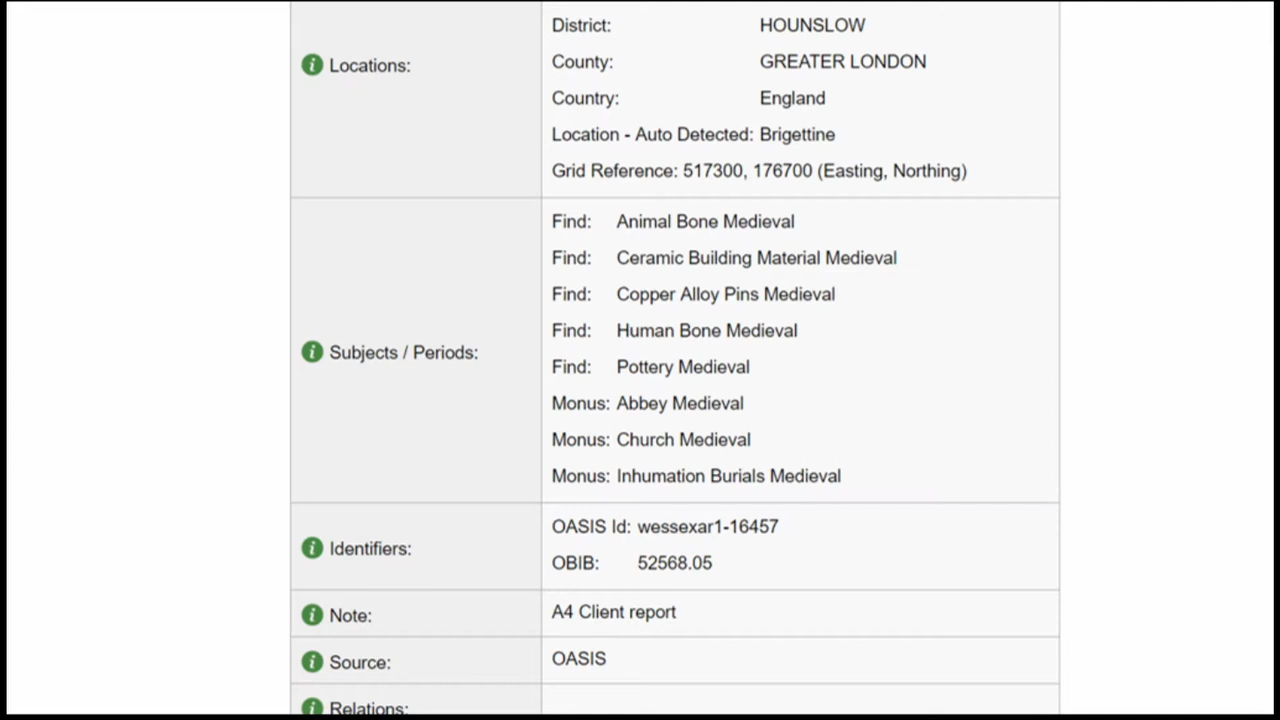 Locations:
District: HOUNSLOW
County: GREATER LONDON
Country: England
Location - Auto Detected: Brigettine
Grid Reference: 517300, 176700 (Easting, Northing)
Subjects / Periods:
Find: Animal Bone Medieval
Find: Ceramic Building Material Medieval
Find: Copper Alloy Pins Medieval
Find: Human Bone Medieval
Find: Pottery Medieval
Monus: Abbey Medieval
Monus: Church Medieval
Monus: Inhumation Burials Medieval
Identifiers:
OASIS Id: wessexar1-16457
OBIB: 52568.05
Note: A4 Client report
Source: OASIS
Relations: